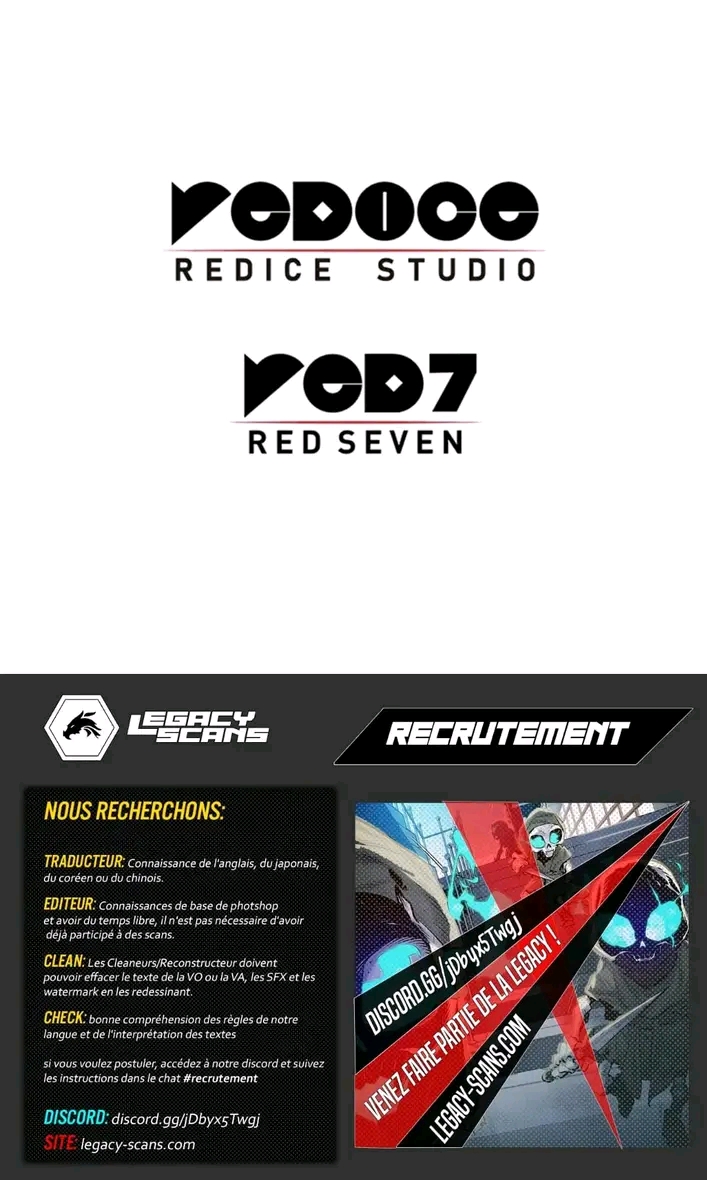 reDice
REDICE STUDIO
reD7
RED SEVEN
LEGACY
SCANS
RECRUTEMENT
NOUS RECHERCHONS:
TRADUCTEUR: Connaissance de l'anglais, du japonais,
du coréen ou du chinois.
EDITEUR: Connaissances de base de photshop
et avoir du temps libre, il n'est pas nécessaire d'avoir
déjà participé à des scans.
CLEAN: Les Cleaneurs/Reconstructeur doivent
pouvoir effacer le texte de la VO ou la VA, les SFX et les
watermark en les redessinant.
CHECK: bonne compréhension des règles de notre
langue et de l'interprétation des textes
si vous voulez postuler, accédez à notre discord et suivez
les instructions dans le chat #recrutement
DISCORD: discord.gg/jDbyx5Twgj
SITE: legacy-scans.com
DISCORD.GG/jDbyx5Twgj
VENEZ FAIRE PARTIE DE LA LEGACY !
LEGACY-SCANS.COM